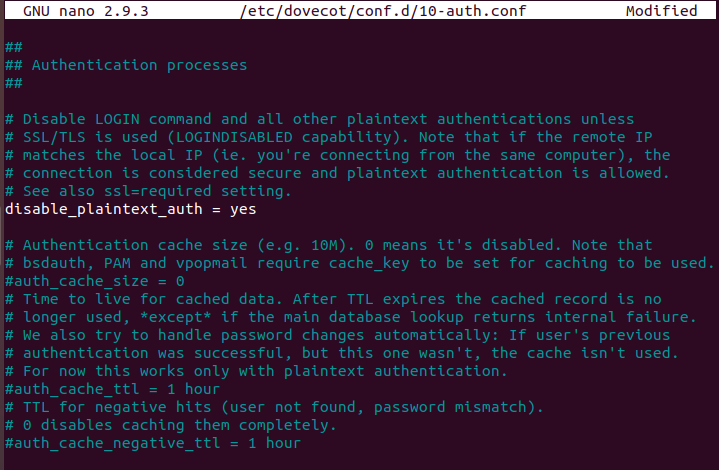 GNU nano 2.9.3 /etc/dovecot/conf.d/10-auth.conf Modified
##
## Authentication processes
##
# Disable LOGIN command and all other plaintext authentications unless
# SSL/TLS is used (LOGINDISABLED capability). Note that if the remote IP
# matches the local IP (ie. you're connecting from the same computer), the
# connection is considered secure and plaintext authentication is allowed.
# See also ssl=required setting.
disable_plaintext_auth = yes
# Authentication cache size (e.g. 10M). 0 means it's disabled. Note that
# bsdauth, PAM and vpopmail require cache_key to be set for caching to be used.
#auth_cache_size = 0
# Time to live for cached data. After TTL expires the cached record is no
# longer used, *except* if the main database lookup returns internal failure.
# We also try to handle password changes automatically: If user's previous
# authentication was successful, but this one wasn't, the cache isn't used.
# For now this works only with plaintext authentication.
#auth_cache_ttl = 1 hour
# TTL for negative hits (user not found, password mismatch).
# 0 disables caching them completely.
#auth_cache_negative_ttl = 1 hour